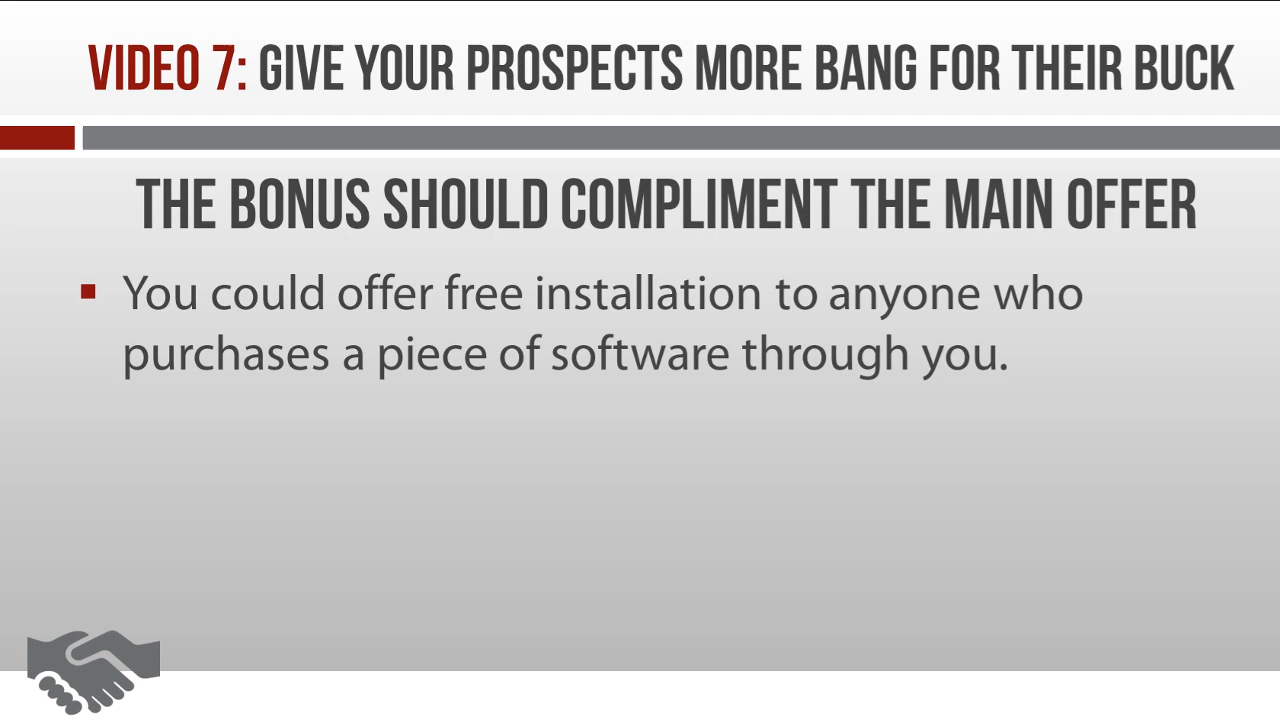 VIDEO 7: GIVE YOUR PROSPECTS MORE BANG FOR THEIR BUCK
THE BONUS SHOULD COMPLIMENT THE MAIN OFFER
You could offer free installation to anyone who
purchases a piece of software through you.